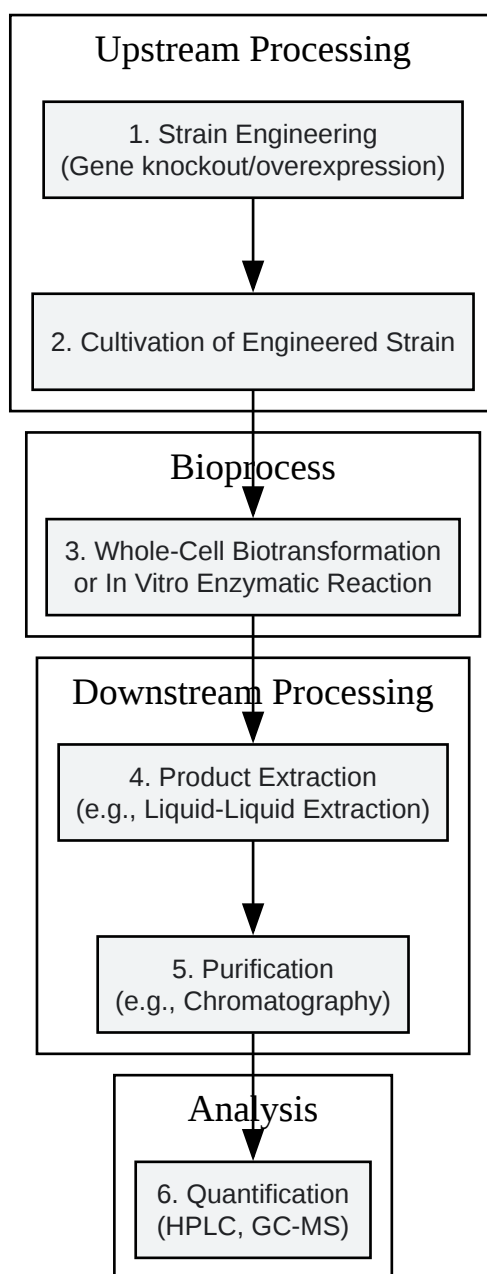 Upstream Processing
1. Strain Engineering
(Gene knockout/overexpression)
2. Cultivation of Engineered Strain
Bioprocess
3. Whole-Cell Biotransformation
or In Vitro Enzymatic Reaction
Downstream Processing
4. Product Extraction
(e.g., Liquid-Liquid Extraction)
5. Purification
(e.g., Chromatography)
Analysis
6. Quantification
(HPLC, GC-MS)